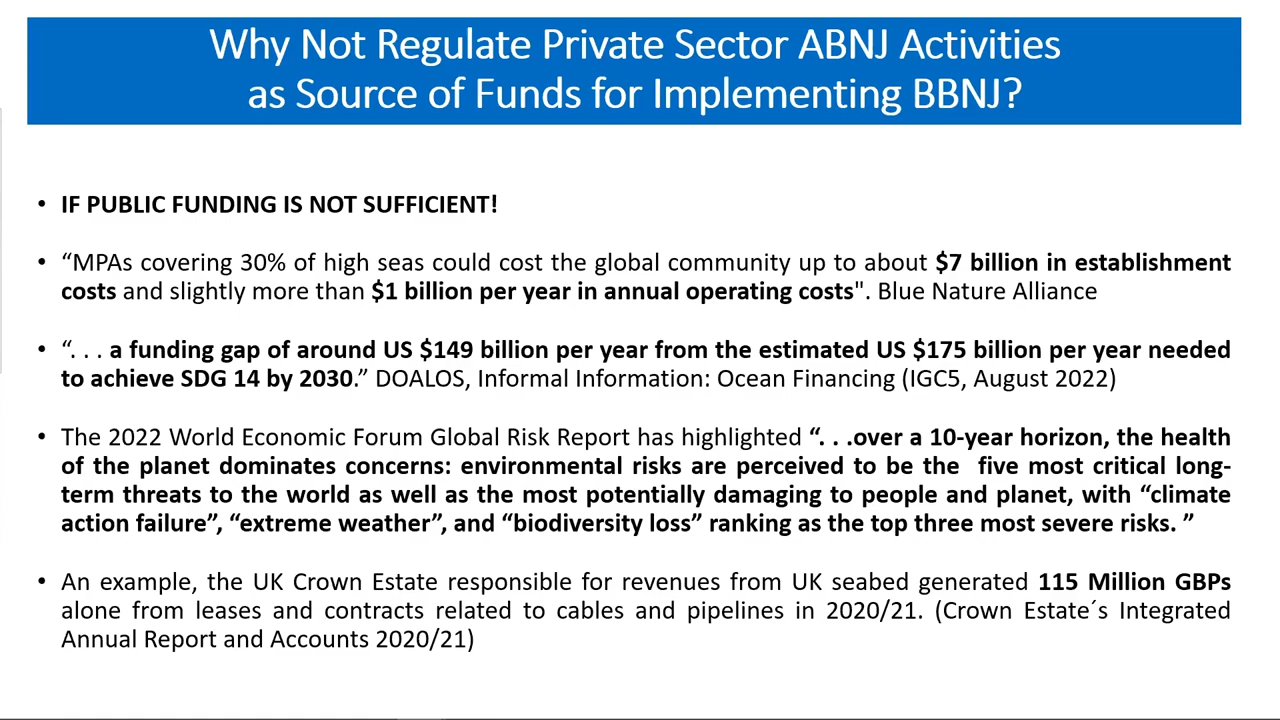 Why Not Regulate Private Sector ABNJ Activities
as Source of Funds for Implementing BBNJ?
• IF PUBLIC FUNDING IS NOT SUFFICIENT!
• “MPAs covering 30% of high seas could cost the global community up to about $7 billion in establishment
costs and slightly more than $1 billion per year in annual operating costs". Blue Nature Alliance
• “. . . a funding gap of around US $149 billion per year from the estimated US $175 billion per year needed
to achieve SDG 14 by 2030.” DOALOS, Informal Information: Ocean Financing (IGC5, August 2022)
• The 2022 World Economic Forum Global Risk Report has highlighted “. . .over a 10-year horizon, the health
of the planet dominates concerns: environmental risks are perceived to be the five most critical long-
term threats to the world as well as the most potentially damaging to people and planet, with “climate
action failure”, “extreme weather”, and “biodiversity loss” ranking as the top three most severe risks. ”
• An example, the UK Crown Estate responsible for revenues from UK seabed generated 115 Million GBPs
alone from leases and contracts related to cables and pipelines in 2020/21. (Crown Estate´s Integrated
Annual Report and Accounts 2020/21)